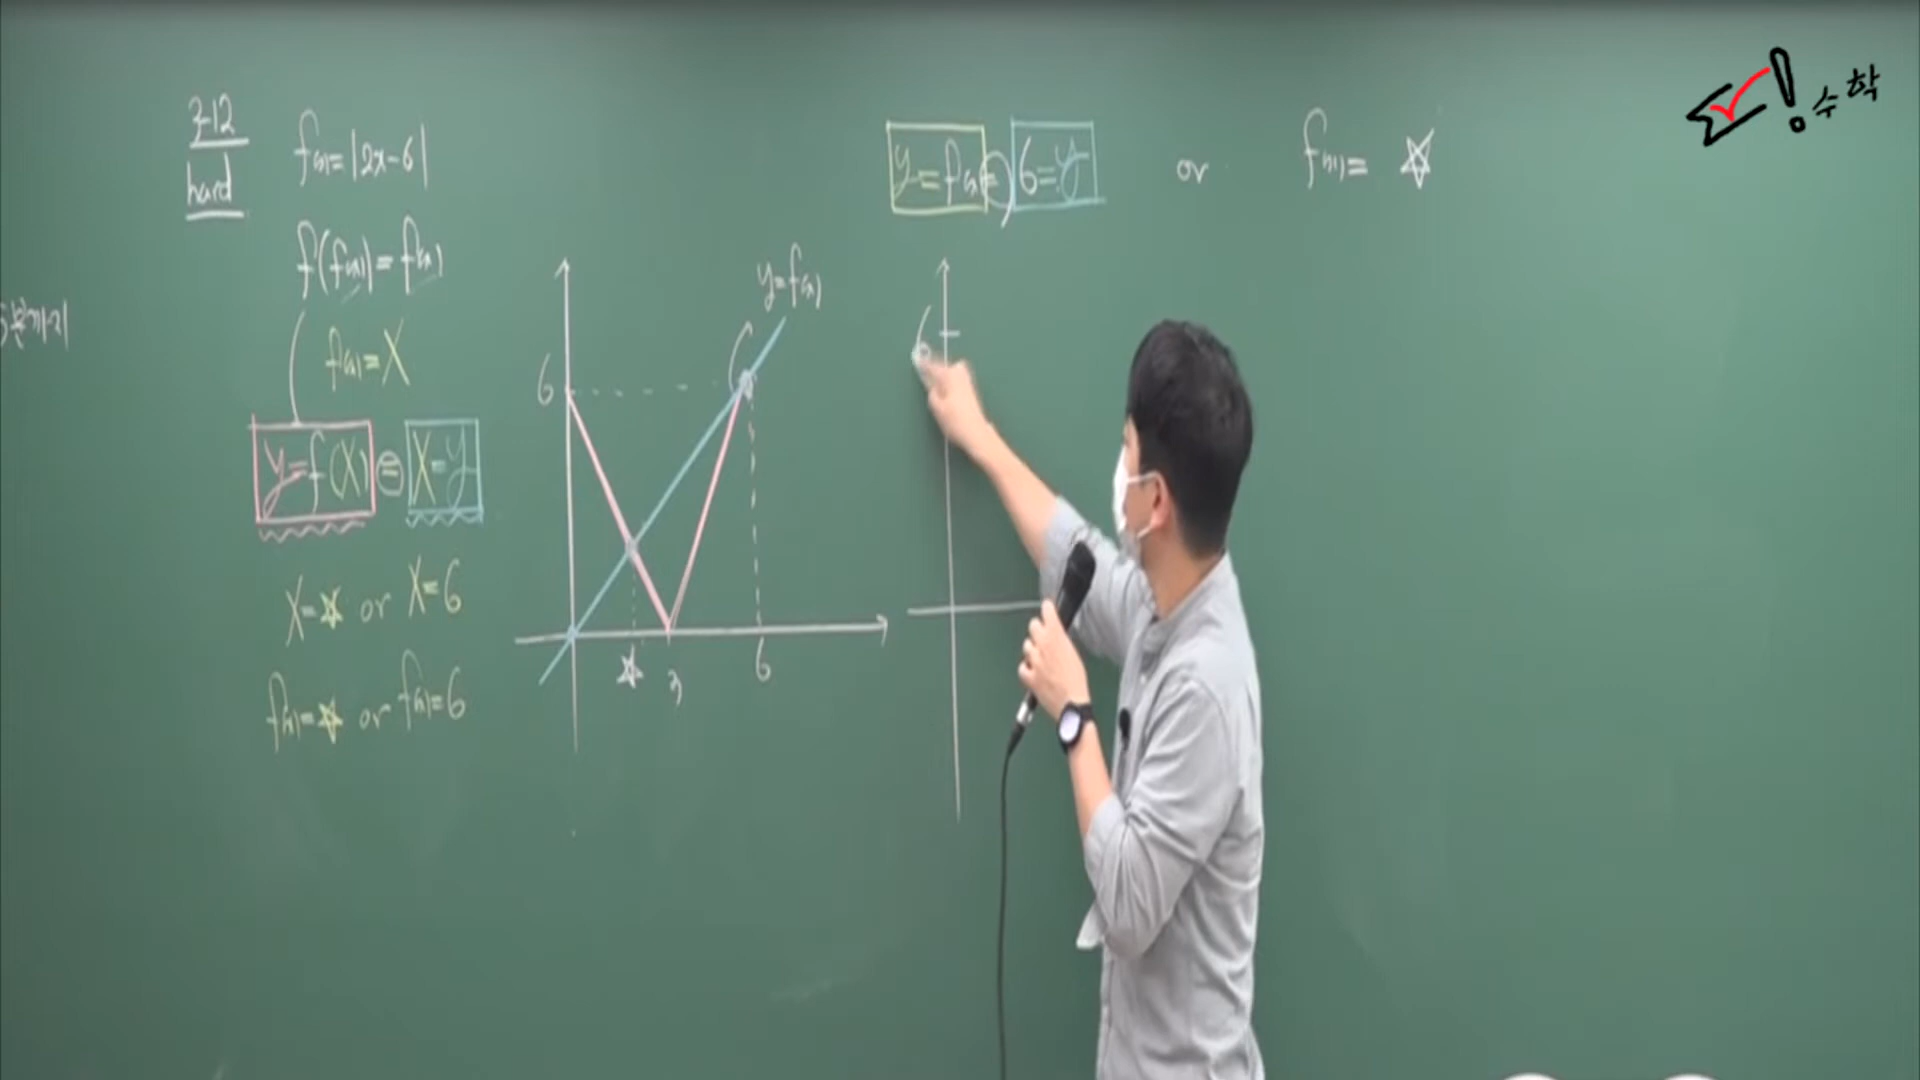 3-12
hard
f(x)=|2x-6|
f(f(x))=f(x)
f(x)=X
y=f(X)=X=y
X=☆ or X=6
f(x)=☆ or f(x)=6
y=f(x)
6
6
☆
3
6
y=f(x)=6=y or f(x)=☆
6
수학